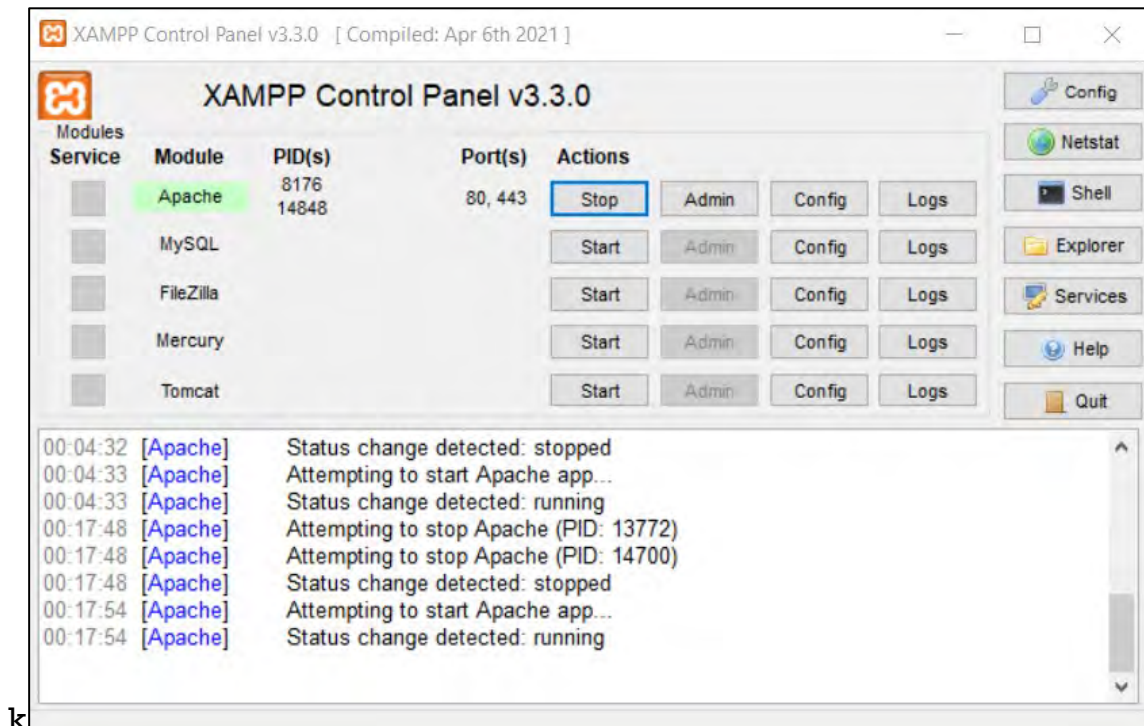 XAMPP Control Panel v3.3.0 [ Compiled: Apr 6th 2021 ]
XAMPP Control Panel v3.3.0
Config
Modules
Service Module PID(s) Port(s) Actions
Netstat
Apache 8176 14848 80, 443 Stop Admin Config Logs
Shell
MySQL Start Admin Config Logs
Explorer
FileZilla Start Admin Config Logs
Services
Mercury Start Admin Config Logs
Help
Tomcat Start Admin Config Logs
Quit
00:04:32 [Apache] Status change detected: stopped
00:04:33 [Apache] Attempting to start Apache app...
00:04:33 [Apache] Status change detected: running
00:17:48 [Apache] Attempting to stop Apache (PID: 13772)
00:17:48 [Apache] Attempting to stop Apache (PID: 14700)
00:17:48 [Apache] Status change detected: stopped
00:17:54 [Apache] Attempting to start Apache app...
00:17:54 [Apache] Status change detected: running
k